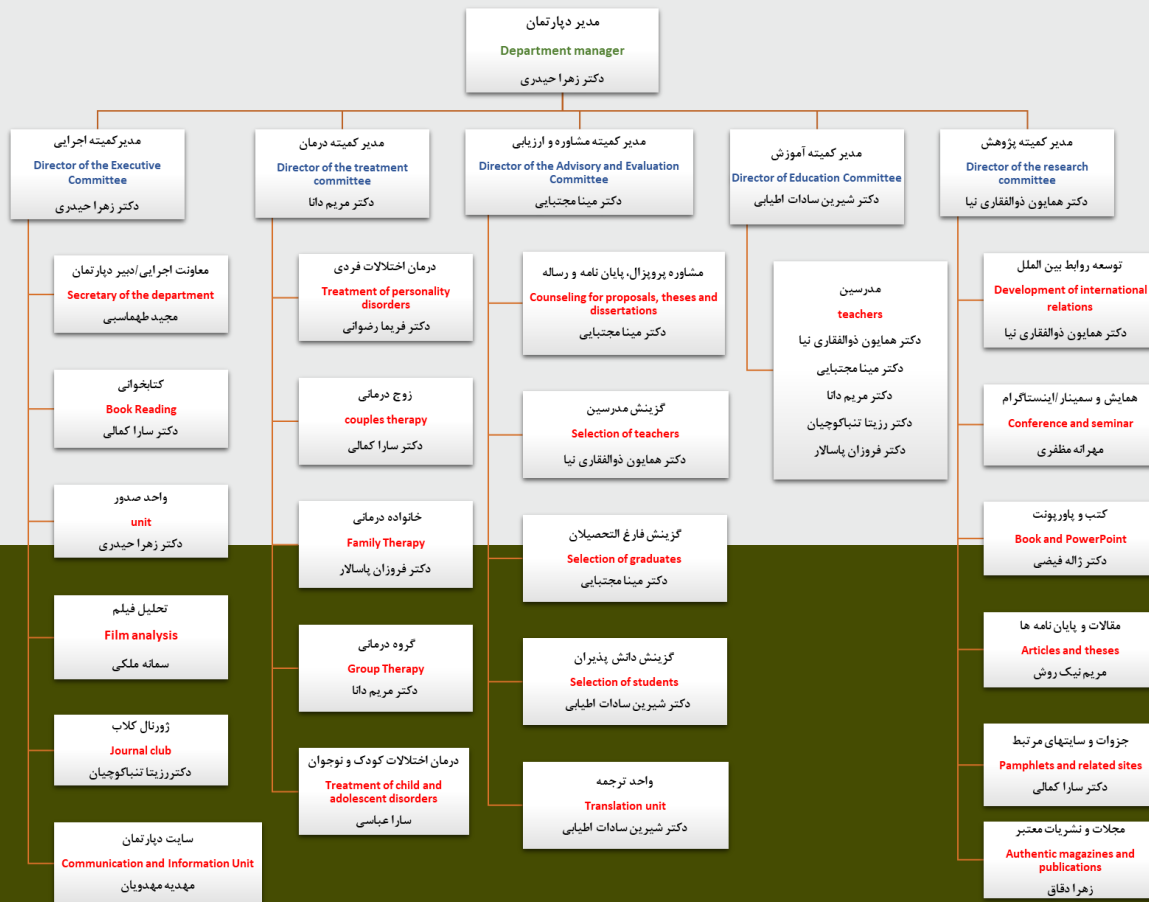 مدیر دپارتمان
Department manager
دکتر زهرا حیدری
مدیرکمیته اجرایی
Director of the Executive
Committee
دکتر زهرا حیدری
معاونت اجرایی/دبیر دپارتمان
Secretary of the department
مجید طهماسبی
کتابخوانی
Book Reading
دکتر سارا کمالی
واحد صدور
unit
دکتر زهرا حیدری
تحلیل فیلم
Film analysis
سمانه ملکی
ژورنال کلاب
Journal club
دکتررزیتا تنباکوچیان
سایت دپارتمان
Communication and Information Unit
مهدیه مهدویان
مدیر کمیته درمان
Director of the treatment
committee
دکتر مریم دانا
درمان اختلالات فردی
Treatment of personality
disorders
دکتر فریما رضوانی
زوج درمانی
couples therapy
دکتر سارا کمالی
خانواده درمانی
Family Therapy
دکتر فروزان پاسالار
گروه درمانی
Group Therapy
دکتر مریم دانا
درمان اختلالات کودک و نوجوان
Treatment of child and
adolescent disorders
سارا عباسی
مدیر کمیته مشاوره و ارزیابی
Director of the Advisory and Evaluation
Committee
دکتر مینا مجتبایی
مشاوره پروپزال، پایان نامه و رساله
Counseling for proposals, theses and
dissertations
دکتر مینا مجتبایی
گزینش مدرسین
Selection of teachers
دکتر همایون ذوالفقاری نیا
گزینش فارغ التحصیلان
Selection of graduates
دکتر مینا مجتبایی
گزینش دانش پذیران
Selection of students
دکتر شیرین سادات اطیابی
واحد ترجمه
Translation unit
دکتر شیرین سادات اطیابی
مدیر کمیته آموزش
Director of Education Committee
دکتر شیرین سادات اطیابی
مدرسین
teachers
دکتر همایون ذوالفقاری نیا
دکتر مینا مجتبایی
دکتر مریم دانا
دکتر رزیتا تنباکوچیان
دکتر فروزان پاسالار
مدیر کمیته پژوهش
Director of the research
committee
دکتر همایون ذوالفقاری نیا
توسعه روابط بین الملل
Development of international
relations
دکتر همایون ذوالفقاری نیا
همایش و سمینار/اینستاگرام
Conference and seminar
مهرانه مظفری
کتب و پاورپونت
Book and PowerPoint
دکتر ژاله فیضی
مقالات و پایان نامه ها
Articles and theses
مریم نیک روش
جزوات و سایتهای مرتبط
Pamphlets and related sites
دکتر سارا کمالی
مجلات و نشریات معتبر
Authentic magazines and
publications
زهرا دقاق